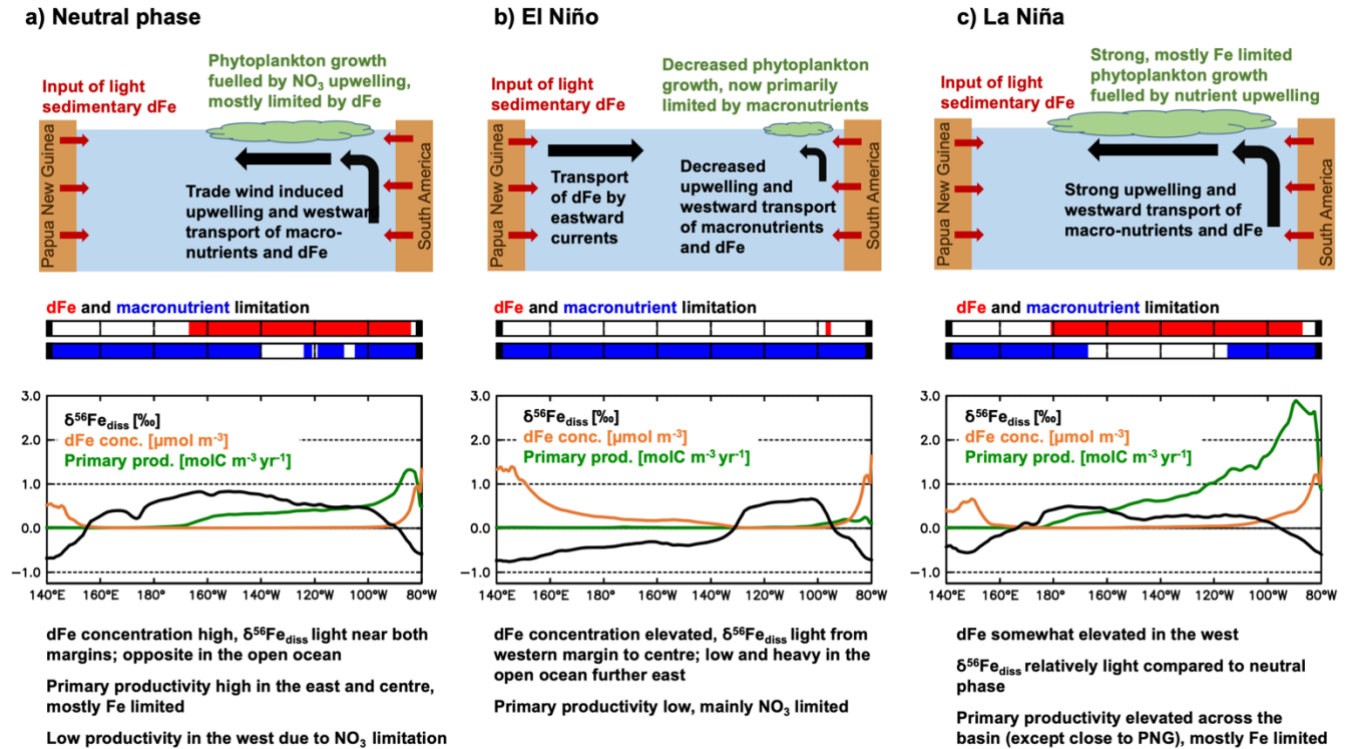 a) Neutral phase
Phytoplankton growth
fuelled by NO₃ upwelling,
mostly limited by dFe
Input of light
sedimentary dFe
Papua New Guinea
South America
Trade wind induced
upwelling and westward
transport of macro-
nutrients and dFe
dFe and macronutrient limitation
δ⁵⁶Fe_diss [‰]
dFe conc. [µmol m⁻³]
Primary prod. [molC m⁻³ yr⁻¹]
3.0
2.0
1.0
0.0
−1.0
140°E 160°E 180° 160°W 140°W 120°W 100°W 80°W
dFe concentration high, δ⁵⁶Fe_diss light near both
margins; opposite in the open ocean
Primary productivity high in the east and centre,
mostly Fe limited
Low productivity in the west due to NO₃ limitation
b) El Niño
Decreased phytoplankton
growth, now primarily
limited by macronutrients
Input of light
sedimentary dFe
Papua New Guinea
South America
Transport
of dFe by
eastward
currents
Decreased
upwelling and
westward transport
of macronutrients
and dFe
dFe and macronutrient limitation
δ⁵⁶Fe_diss [‰]
dFe conc. [µmol m⁻³]
Primary prod. [molC m⁻³ yr⁻¹]
3.0
2.0
1.0
0.0
−1.0
140°E 160°E 180° 160°W 140°W 120°W 100°W 80°W
dFe concentration elevated, δ⁵⁶Fe_diss light from
western margin to centre; low and heavy in the
open ocean further east
Primary productivity low, mainly NO₃ limited
c) La Niña
Strong, mostly Fe limited
phytoplankton growth
fuelled by nutrient upwelling
Input of light
sedimentary dFe
Papua New Guinea
South America
Strong upwelling and
westward transport of
macro-nutrients and dFe
dFe and macronutrient limitation
δ⁵⁶Fe_diss [‰]
dFe conc. [µmol m⁻³]
Primary prod. [molC m⁻³ yr⁻¹]
3.0
2.0
1.0
0.0
−1.0
140°E 160°E 180° 160°W 140°W 120°W 100°W 80°W
dFe somewhat elevated in the west
δ⁵⁶Fe_diss relatively light compared to neutral
phase
Primary productivity elevated across the
basin (except close to PNG), mostly Fe limited